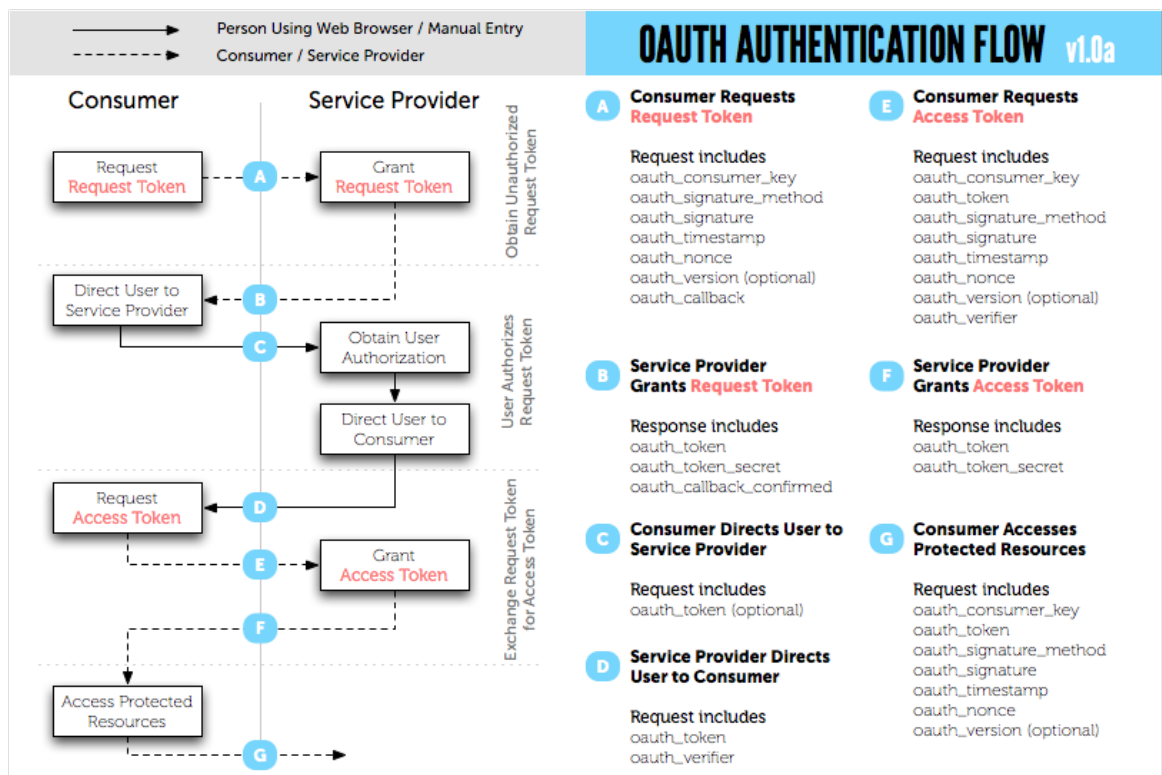 Person Using Web Browser / Manual Entry
Consumer / Service Provider
OAUTH AUTHENTICATION FLOW v1.0a
Consumer
Service Provider
Request
Request Token
A
Grant
Request Token
Obtain Unauthorized
Request Token
Direct User to
Service Provider
B
C
Obtain User
Authorization
Direct User to
Consumer
User Authorizes
Request Token
Request
Access Token
D
E
Grant
Access Token
F
Exchange Request Token
for Access Token
Access Protected
Resources
G
A
Consumer Requests
Request Token
Request includes
oauth_consumer_key
oauth_signature_method
oauth_signature
oauth_timestamp
oauth_nonce
oauth_version (optional)
oauth_callback
B
Service Provider
Grants Request Token
Response includes
oauth_token
oauth_token_secret
oauth_callback_confirmed
C
Consumer Directs User to
Service Provider
Request includes
oauth_token (optional)
D
Service Provider Directs
User to Consumer
Request includes
oauth_token
oauth_verifier
E
Consumer Requests
Access Token
Request includes
oauth_consumer_key
oauth_token
oauth_signature_method
oauth_signature
oauth_timestamp
oauth_nonce
oauth_version (optional)
oauth_verifier
F
Service Provider
Grants Access Token
Response includes
oauth_token
oauth_token_secret
G
Consumer Accesses
Protected Resources
Request includes
oauth_consumer_key
oauth_token
oauth_signature_method
oauth_signature
oauth_timestamp
oauth_nonce
oauth_version (optional)